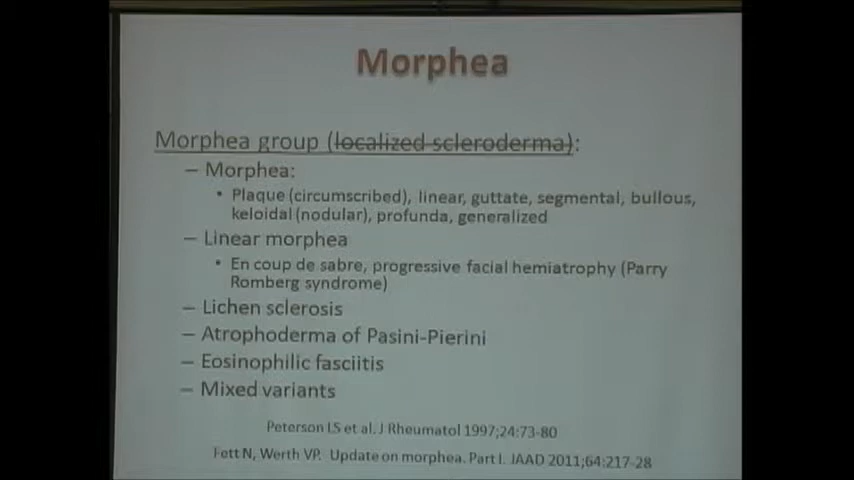 Morphea
Morphea group (localized scleroderma):
– Morphea:
• Plaque (circumscribed), linear, guttate, segmental, bullous,
keloidal (nodular), profunda, generalized
– Linear morphea
• En coup de sabre, progressive facial hemiatrophy (Parry
Romberg syndrome)
– Lichen sclerosis
– Atrophoderma of Pasini-Pierini
– Eosinophilic fasciitis
– Mixed variants
Peterson LS et al. J Rheumatol 1997;24:73-80
Fett N, Werth VP. Update on morphea. Part I. JAAD 2011;64:217-28